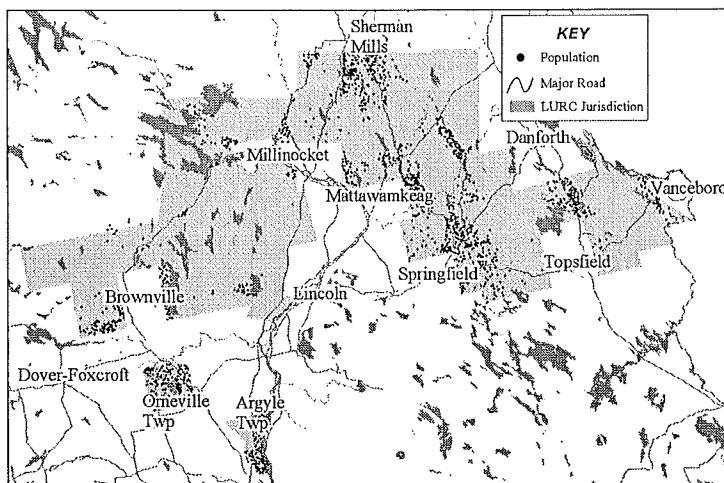 Sherman
Mills
KEY
Population
Major Road
LURC Jurisdiction
Danforth
Millinocket
Mattawamkeag
Vanceboro
Springfield
Topsfield
Brownville
Lincoln
Dover-Foxcroft
Orneville
Twp
Argyle
Twp